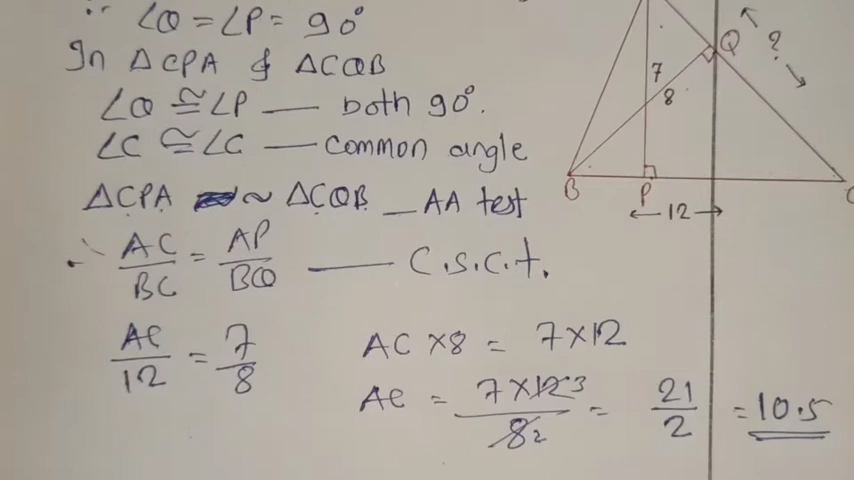 ∵ ∠Q = ∠P = 90°
In △CPA & △CQB
∠Q ≅ ∠P — both 90°.
∠C ≅ ∠C — common angle
△CPA ~ △CQB — AA test
∴ AC/BC = AP/BQ — C.s.c.t.
AC/12 = 7/8
AC × 8 = 7 × 12
AC = 7×12 3/8 2 = 21/2 = 10.5
Q
?
7
8
B
P
C
12